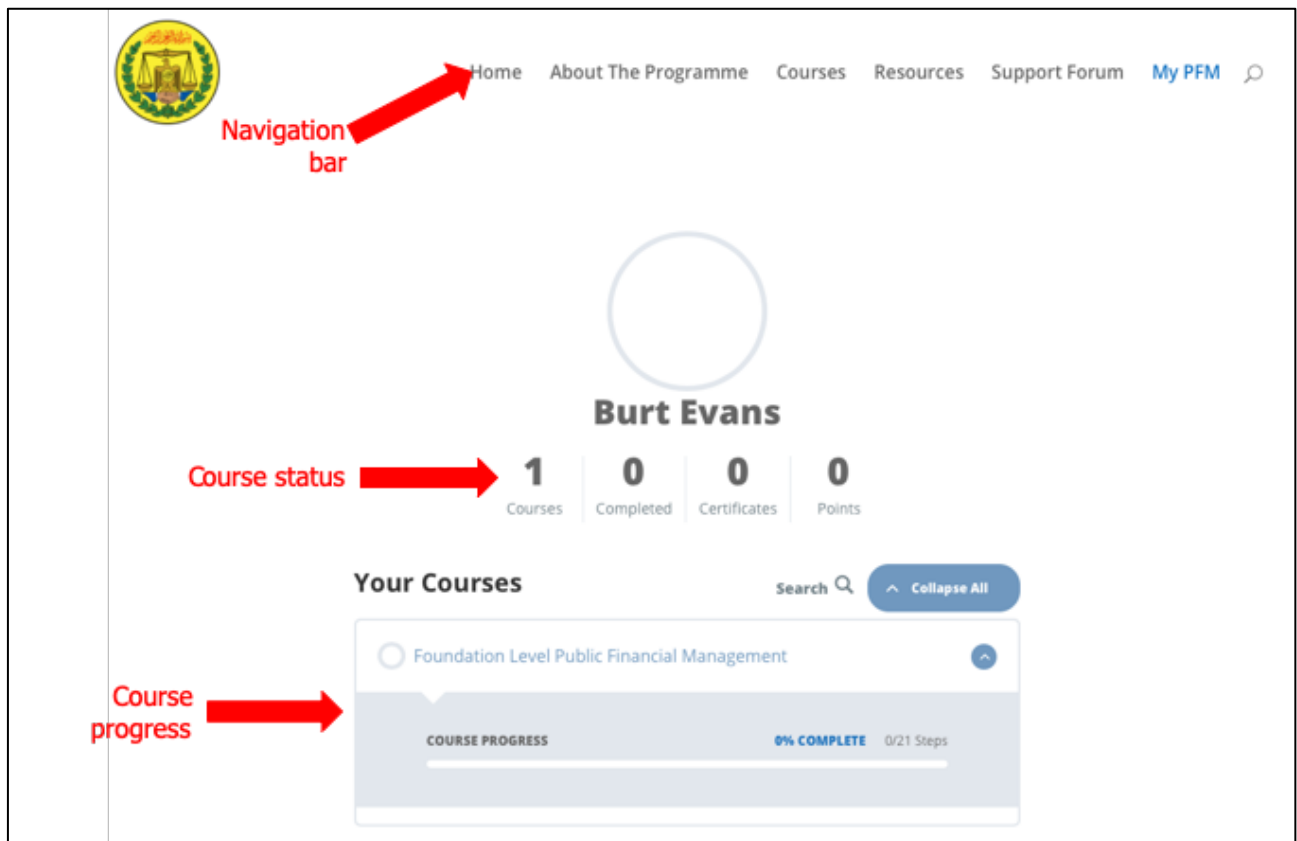 Home About The Programme Courses Resources Support Forum My PFM
Navigation
bar
Burt Evans
Course status
1 0 0 0
Courses Completed Certificates Points
Your Courses Search Collapse All
Foundation Level Public Financial Management
Course
progress
COURSE PROGRESS 0% COMPLETE 0/21 Steps